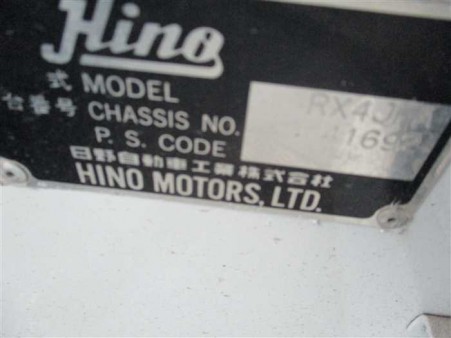 Hino
式 MODEL RX4J
台番号 CHASSIS NO. 169
P. S. CODE
日野自動車工業株式会社
HINO MOTORS, LTD.